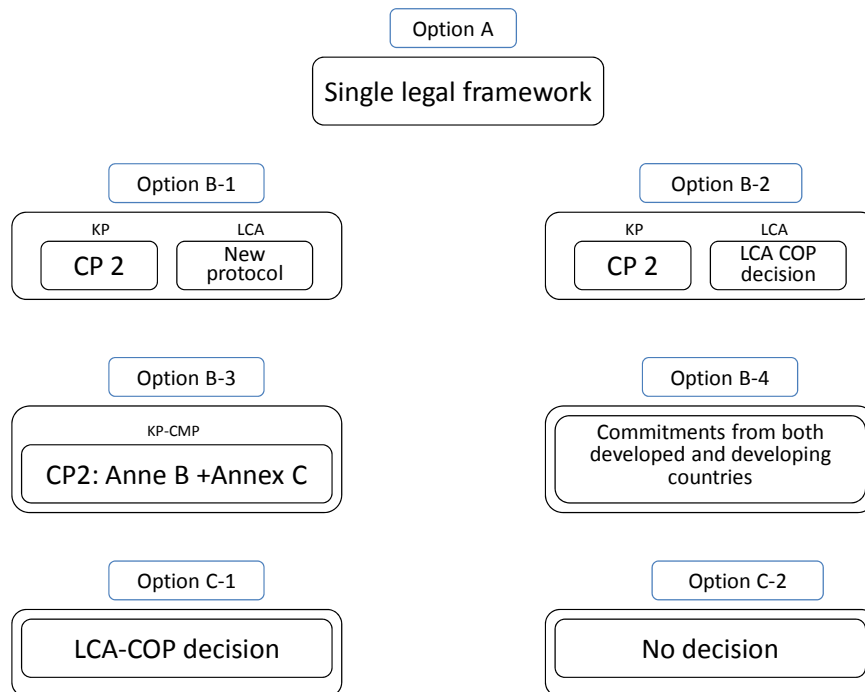 Option A
Single legal framework
Option B-1
KP
LCA
CP 2
New
protocol
Option B-2
KP
LCA
CP 2
LCA COP
decision
Option B-3
KP-CMP
CP2: Anne B +Annex C
Option B-4
Commitments from both
developed and developing
countries
Option C-1
LCA-COP decision
Option C-2
No decision